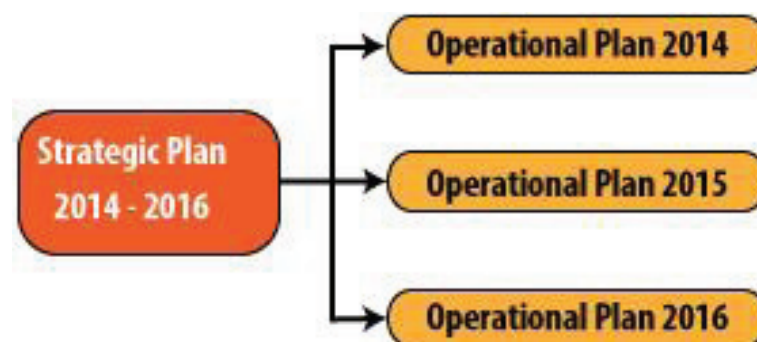 Strategic Plan
2014 - 2016
Operational Plan 2014
Operational Plan 2015
Operational Plan 2016